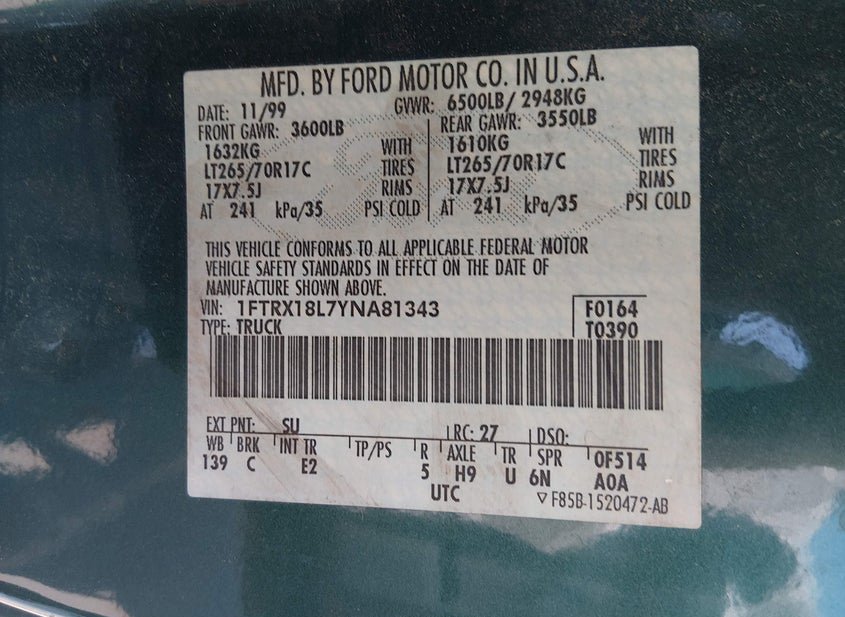 MFD. BY FORD MOTOR CO. IN U.S.A.
DATE: 11/99 GVWR: 6500LB/ 2948KG
FRONT GAWR: 3600LB REAR GAWR: 3550LB
1632KG WITH 1610KG WITH
LT265/70R17C TIRES LT265/70R17C TIRES
17X7.5J RIMS 17X7.5J RIMS
AT 241 kPa/35 PSI COLD AT 241 kPa/35 PSI COLD
THIS VEHICLE CONFORMS TO ALL APPLICABLE FEDERAL MOTOR
VEHICLE SAFETY STANDARDS IN EFFECT ON THE DATE OF
MANUFACTURE SHOWN ABOVE.
VIN: 1FTRX18L7YNA81343 F0164
TYPE: TRUCK T0390
EXT PNT: SU RC: 27 DSO:
WB BRK INT TR TP/PS R AXLE TR SPR OF514
139 C E2 5 H9 U 6N AOA
UTC ▽ F85B-1520472-AB